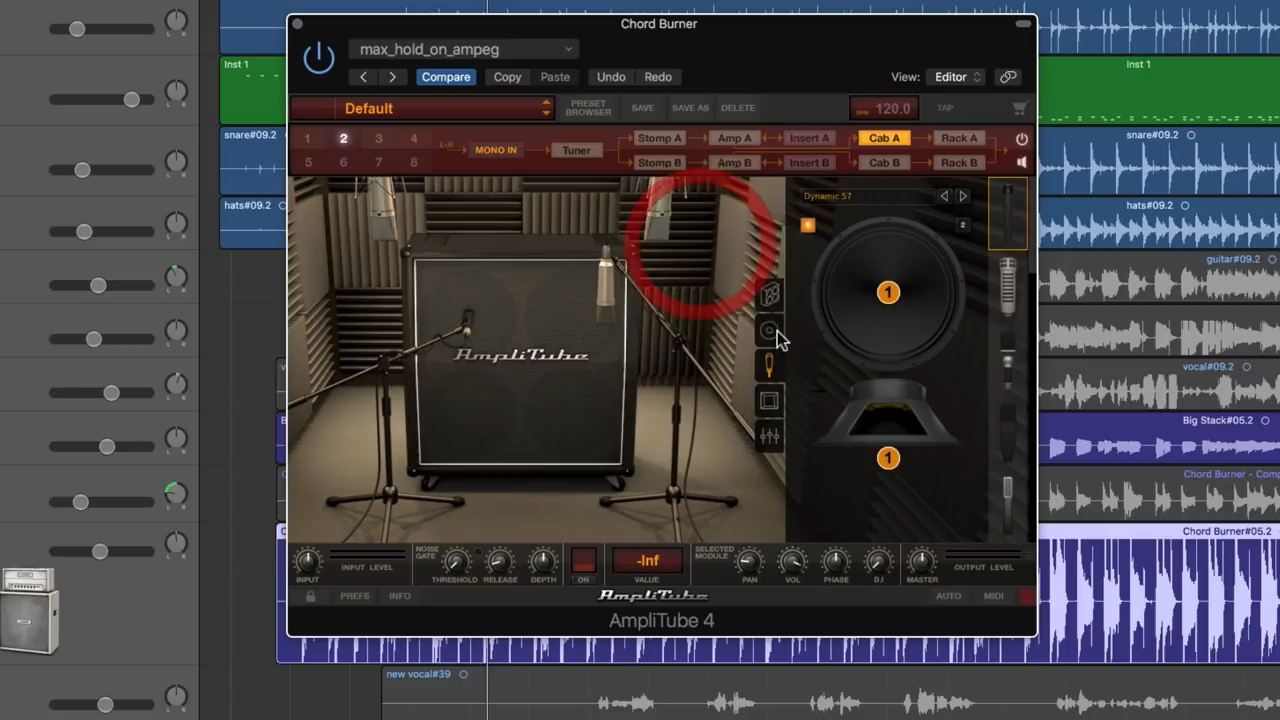 Chord Burner
max_hold_on_ampeg
Compare Copy Paste Undo Redo View: Editor
Default PRESET BROWSER SAVE SAVE AS DELETE BPM 120.0 TAP
1 2 3 4 5 6 7 8
L+R MONO IN Tuner
Stomp A Amp A Insert A Cab A Rack A
Stomp B Amp B Insert B Cab B Rack B
Dynamic 57
1 2
1
1
AmpliTube
INPUT INPUT LEVEL NOISE GATE THRESHOLD RELEASE DEPTH ON -Inf VALUE SELECTED MODULE PAN VOL PHASE D.I MASTER OUTPUT LEVEL
PREFS INFO AmpliTube AUTO MIDI
AmpliTube 4
Inst 1 Inst 1
snare#09.2 snare#09.2
hats#09.2 hats#09.2
guitar#09.2
vocal#09.2
Big Stack#05.2
Chord Burner - Comp
Chord Burner#05.2
new vocal#39